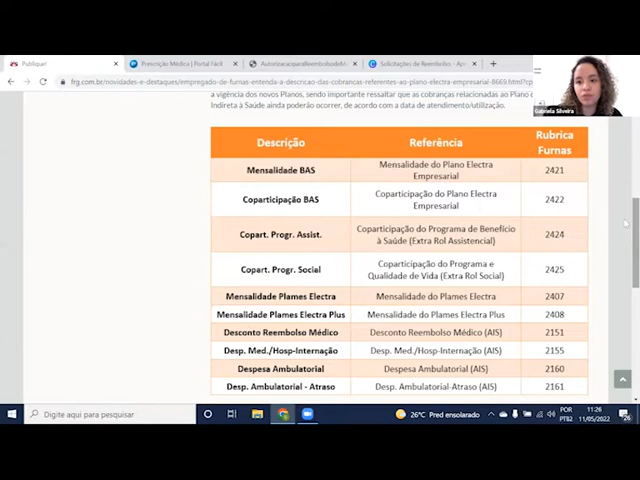 Publique!
Prescrição Médica | Portal Fácil
Solicitações de Reembolso - Apr
frg.com.br/novidades-e-destaques/empregado-de-furnas-entenda-a-descricao-das-cobrancas-referentes-ao-plano-electra-empresarial-8669.html?cp
a vigência dos novos Planos, sendo importante ressaltar que as cobranças relacionadas ao Plano
Indireta à Saúde ainda poderão ocorrer, de acordo com a data de atendimento/utilização.
Gabriela Silveira
Descrição Referência Rubrica Furnas
Mensalidade BAS Mensalidade do Plano Electra Empresarial 2421
Coparticipação BAS Coparticipação do Plano Electra Empresarial 2422
Copart. Progr. Assist. Coparticipação do Programa de Benefício à Saúde (Extra Rol Assistencial) 2424
Copart. Progr. Social Coparticipação do Programa e Qualidade de Vida (Extra Rol Social) 2425
Mensalidade Plames Electra Mensalidade do Plames Electra 2407
Mensalidade Plames Electra Plus Mensalidade do Plames Electra Plus 2408
Desconto Reembolso Médico Desconto Reembolso Médico (AIS) 2151
Desp. Med./Hosp-Internação Desp. Med./Hosp-Internação (AIS) 2155
Despesa Ambulatorial Despesa Ambulatorial (AIS) 2160
Desp. Ambulatorial - Atraso Desp. Ambulatorial-Atraso (AIS) 2161
Digite aqui para pesquisar
26°C Pred ensolarado
POR
PTB2
11:26
11/05/2022